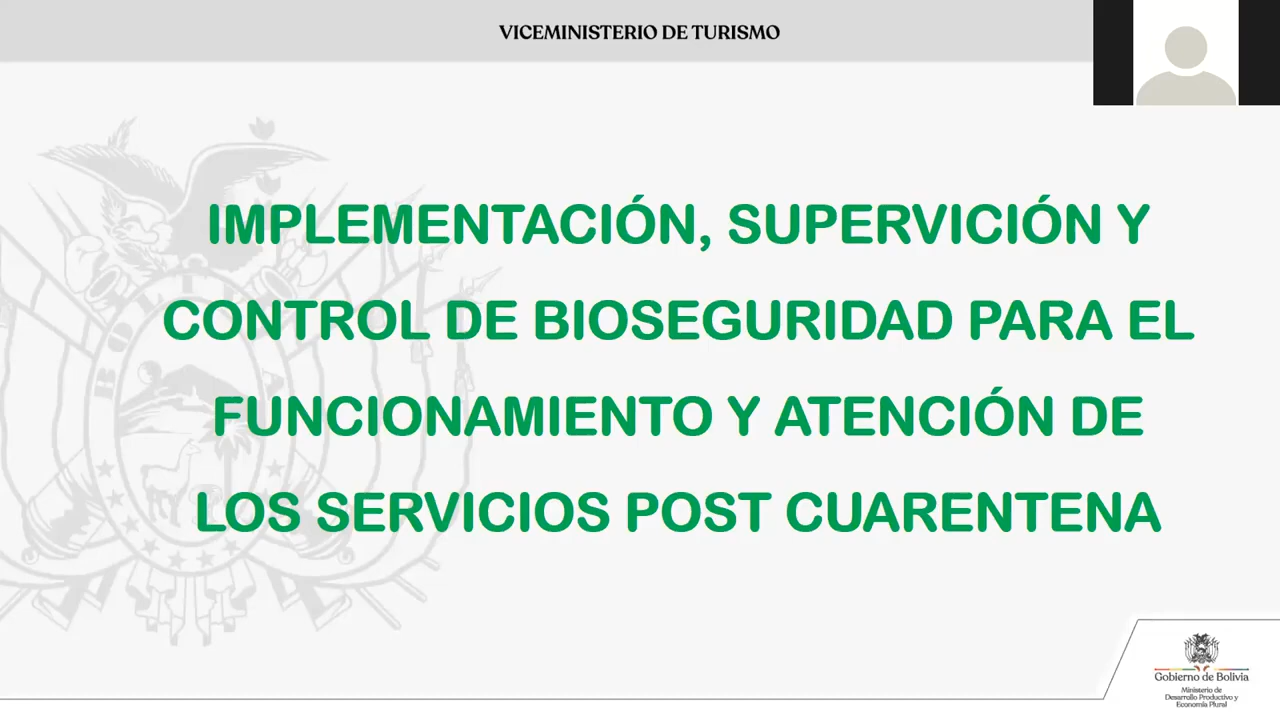 VICEMINISTERIO DE TURISMO
IMPLEMENTACIÓN, SUPERVICIÓN Y
CONTROL DE BIOSEGURIDAD PARA EL
FUNCIONAMIENTO Y ATENCIÓN DE
LOS SERVICIOS POST CUARENTENA
Gobierno de Bolivia
Ministerio de
Desarrollo Productivo y
Economía Plural